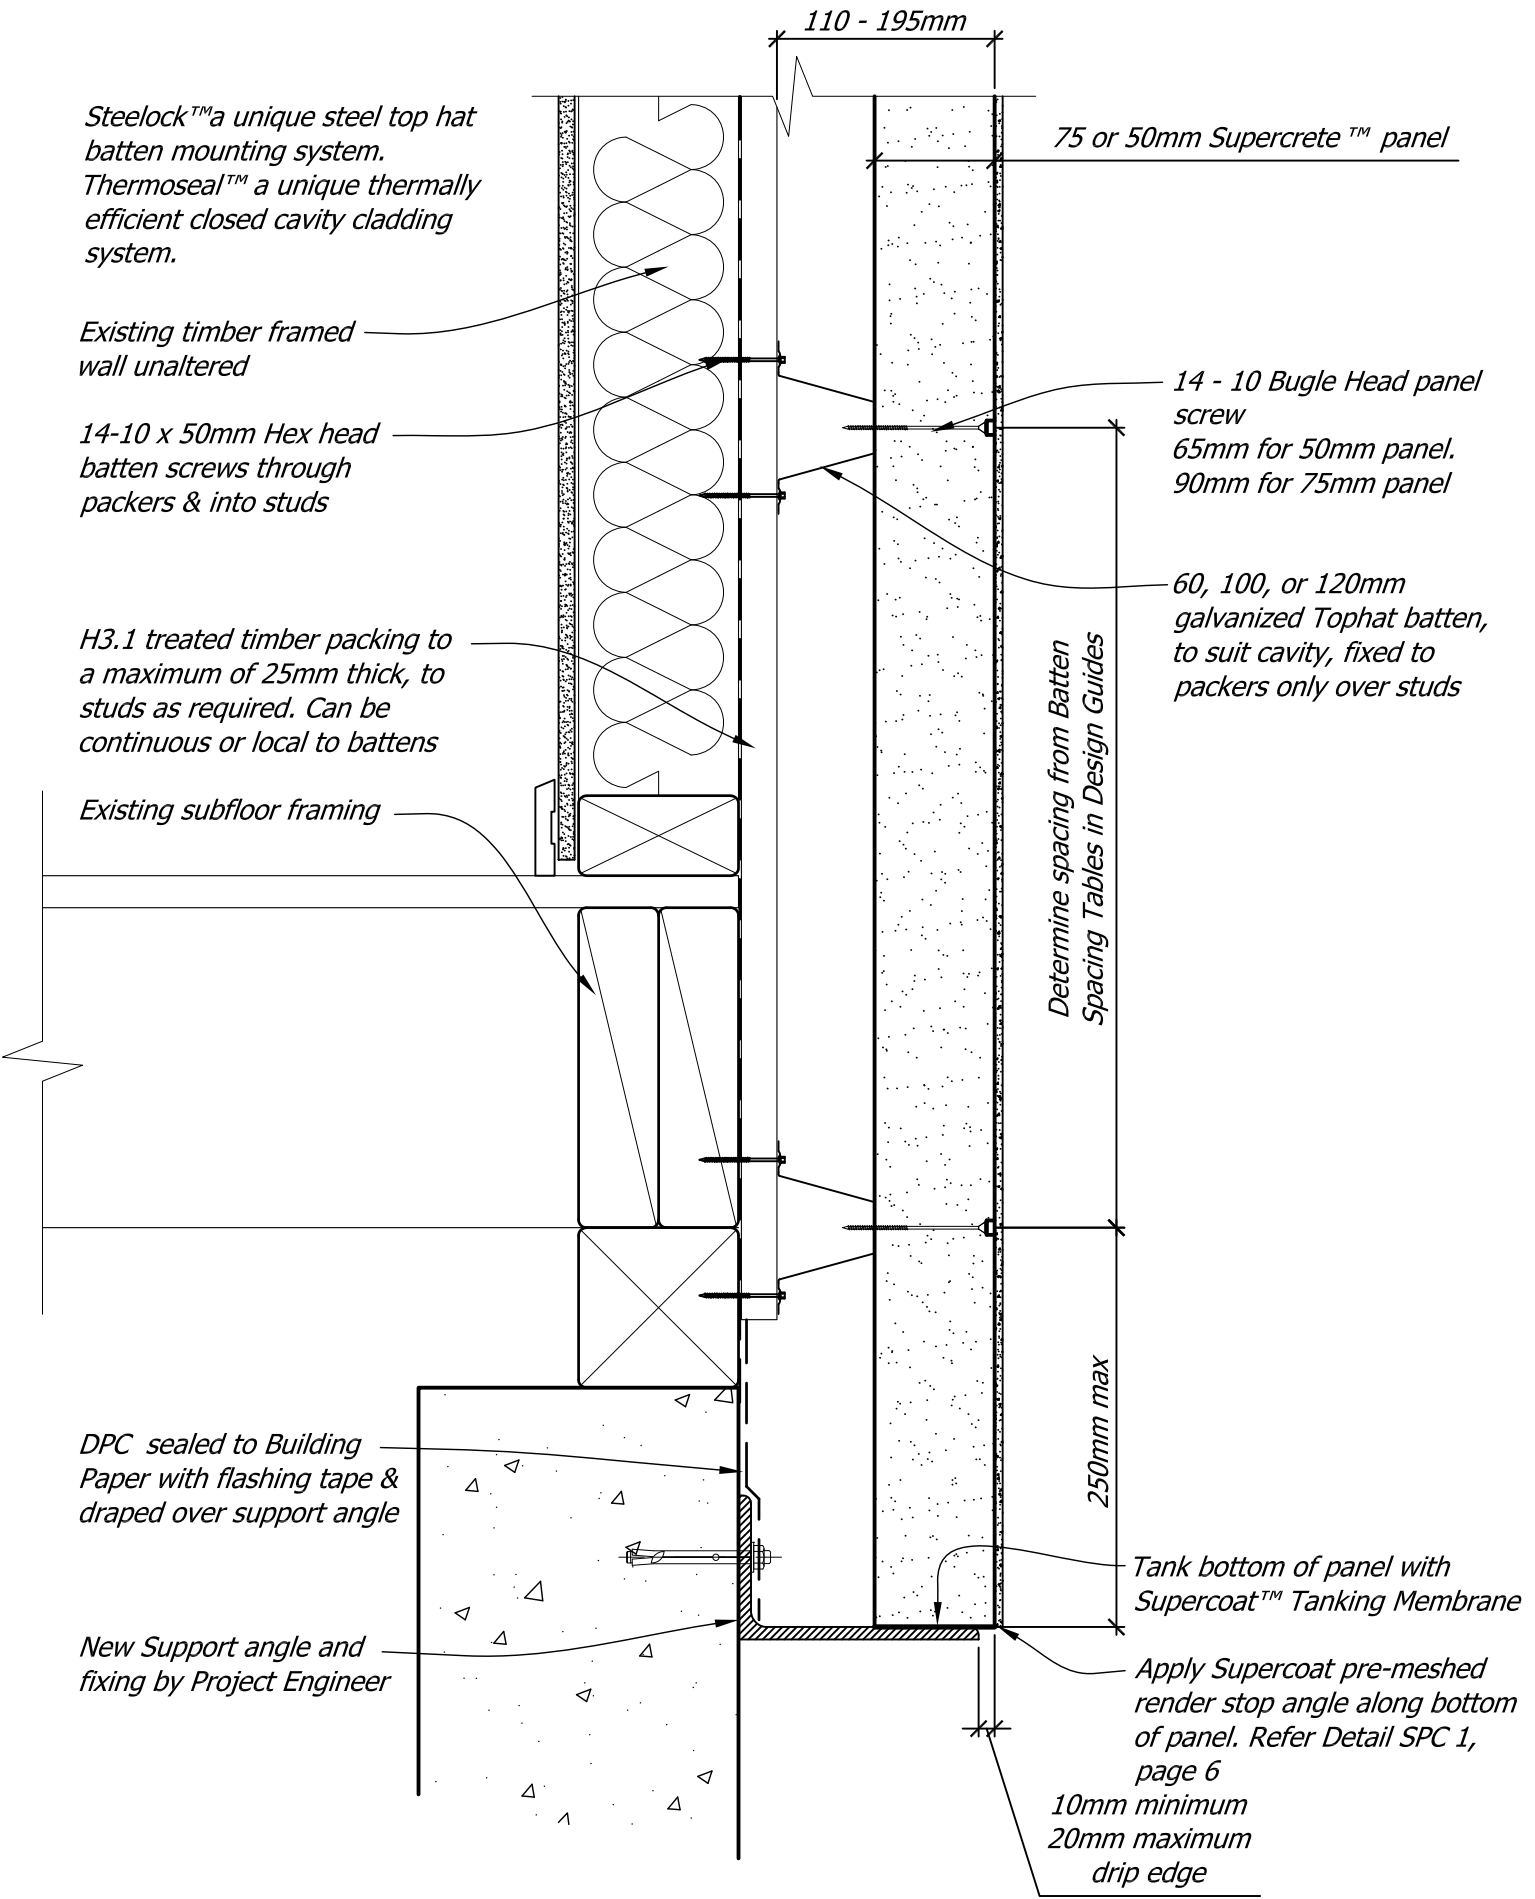 110 - 195mm
Steelock™a unique steel top hat
batten mounting system.
Thermoseal™ a unique thermally
efficient closed cavity cladding
system.
75 or 50mm Supercrete™ panel
Existing timber framed
wall unaltered
14-10 x 50mm Hex head
batten screws through
packers & into studs
14 - 10 Bugle Head panel
screw
65mm for 50mm panel.
90mm for 75mm panel
60, 100, or 120mm
galvanized Tophat batten,
to suit cavity, fixed to
packers only over studs
H3.1 treated timber packing to
a maximum of 25mm thick, to
studs as required. Can be
continuous or local to battens
Determine spacing from Batten
Spacing Tables in Design Guides
Existing subfloor framing
250mm max
DPC sealed to Building
Paper with flashing tape &
draped over support angle
Tank bottom of panel with
Supercoat™ Tanking Membrane
New Support angle and
fixing by Project Engineer
Apply Supercoat pre-meshed
render stop angle along bottom
of panel. Refer Detail SPC 1,
page 6
10mm minimum
20mm maximum
drip edge